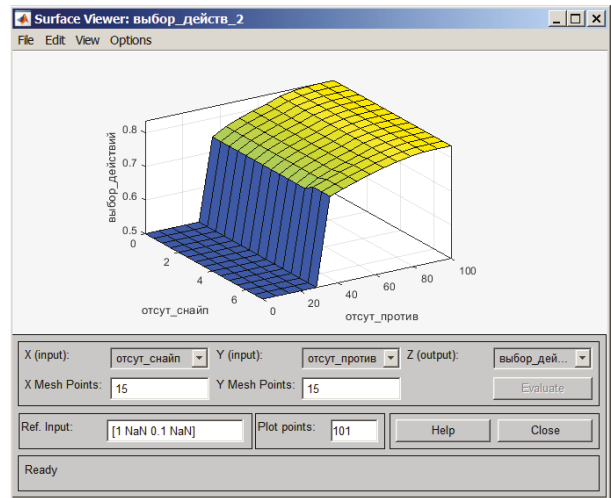 Surface Viewer: выбор_действ_2
File Edit View Options
0.8
0.7
0.6
0.5
выбор_действий
0
2
4
6
отсут_снайп
0
20
40
60
80
100
отсут_против
X (input): отсут_снайп Y (input): отсут_против Z (output): выбор_дей...
X Mesh Points: 15 Y Mesh Points: 15 Evaluate
Ref. Input: [1 NaN 0.1 NaN] Plot points: 101 Help Close
Ready